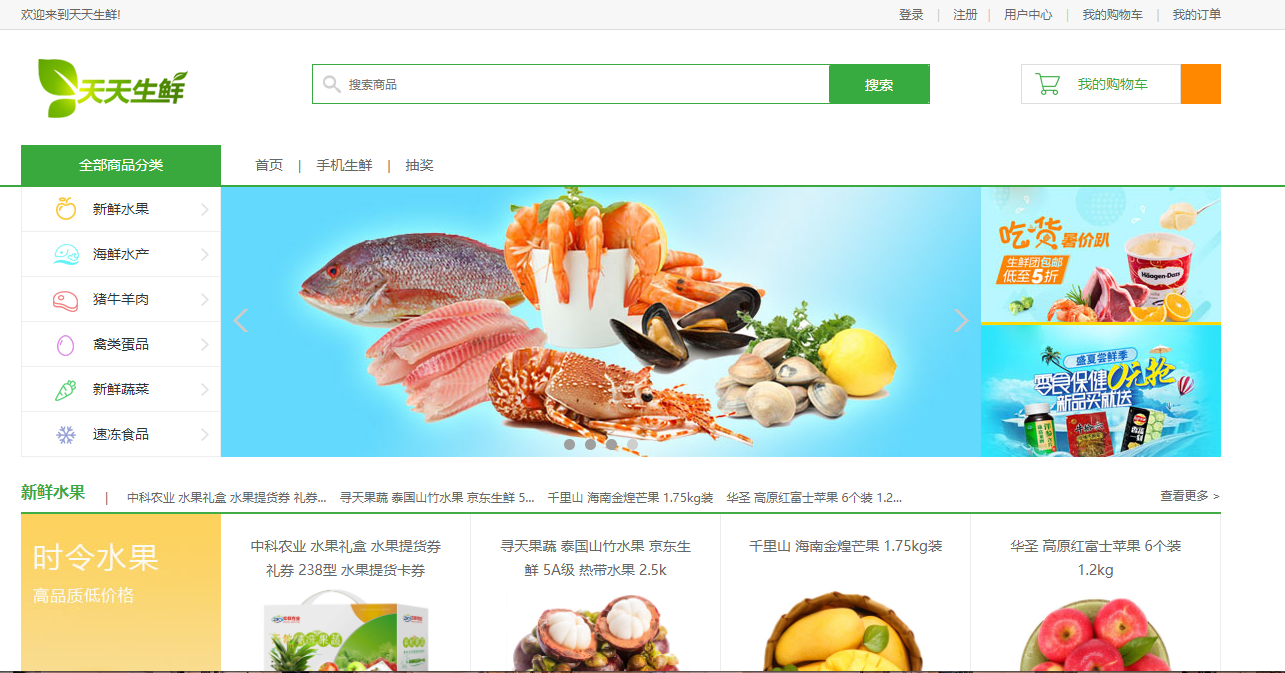 欢迎来到天天生鲜!
登录 | 注册 | 用户中心 | 我的购物车 | 我的订单
天天生鲜
搜索商品
搜索
我的购物车
全部商品分类
首页 | 手机生鲜 | 抽奖
新鲜水果
海鲜水产
猪牛羊肉
禽类蛋品
新鲜蔬菜
速冻食品
吃货暑价趴
生鲜团包邮
低至5折
Häagen-Dazs
盛夏尝鲜季
零食保健0元抢
新品买就送
新鲜水果 | 中科农业 水果礼盒 水果提货券 礼券... 寻天果蔬 泰国山竹水果 京东生鲜 5... 千里山 海南金煌芒果 1.75kg装 华圣 高原红富士苹果 6个装 1.2...
查看更多 >
时令水果
高品质低价格
中科农业 水果礼盒 水果提货券
礼券 238型 水果提货卡券
寻天果蔬 泰国山竹水果 京东生
鲜 5A级 热带水果 2.5k
千里山 海南金煌芒果 1.75kg装
华圣 高原红富士苹果 6个装
1.2kg